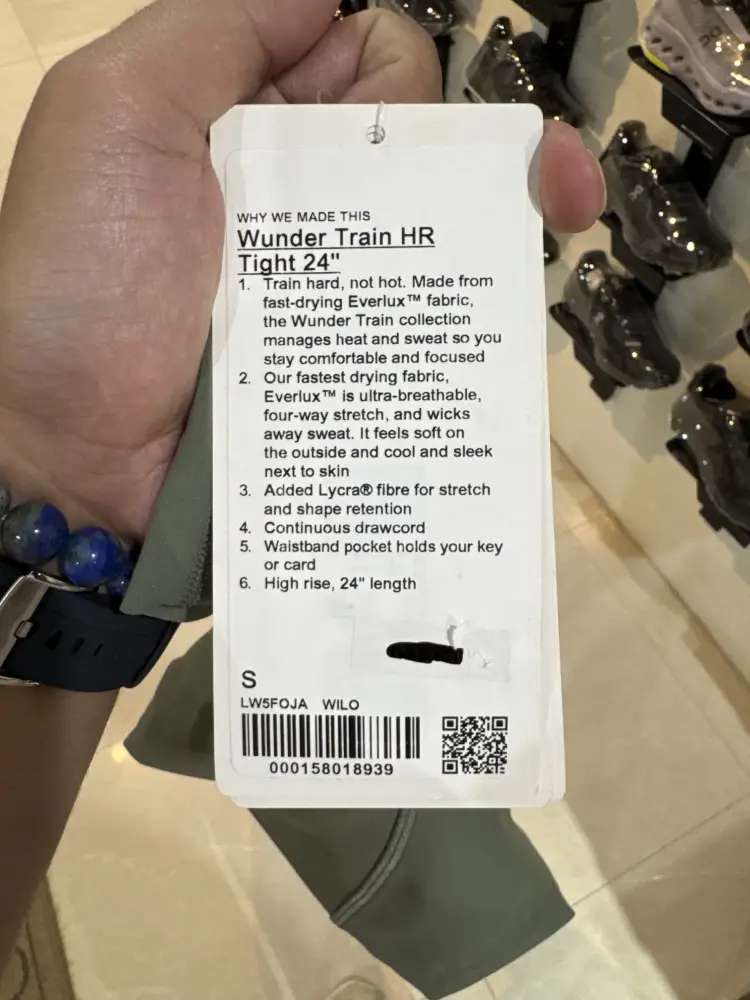 WHY WE MADE THIS
Wunder Train HR
Tight 24"
1. Train hard, not hot. Made from
fast-drying Everlux™ fabric,
the Wunder Train collection
manages heat and sweat so you
stay comfortable and focused
2. Our fastest drying fabric,
Everlux™ is ultra-breathable,
four-way stretch, and wicks
away sweat. It feels soft on
the outside and cool and sleek
next to skin
3. Added Lycra® fibre for stretch
and shape retention
4. Continuous drawcord
5. Waistband pocket holds your key
or card
6. High rise, 24" length
S
LW5FOJA WILO
000158018939